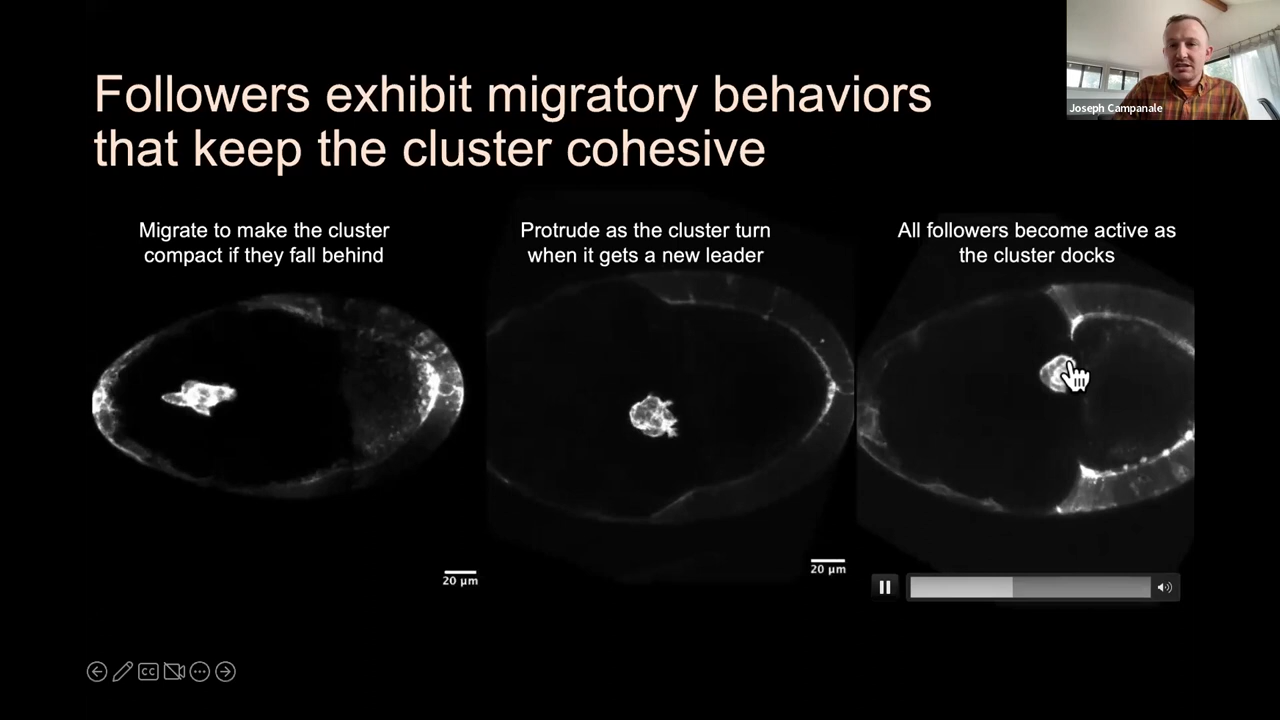 Followers exhibit migratory behaviors
that keep the cluster cohesive
Joseph Campanale
Migrate to make the cluster
compact if they fall behind
Protrude as the cluster turn
when it gets a new leader
All followers become active as
the cluster docks
20 μm
20 μm
CC